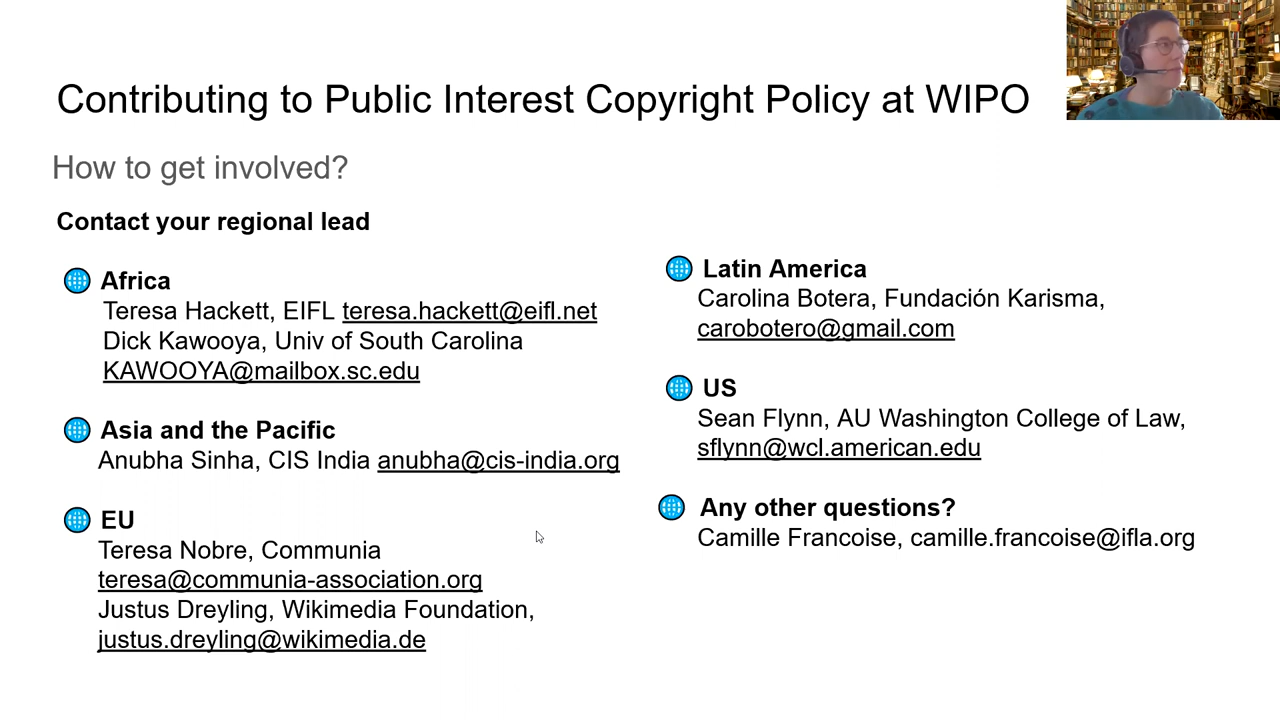 Contributing to Public Interest Copyright Policy at WIPO
How to get involved?
Contact your regional lead
Africa
Teresa Hackett, EIFL teresa.hackett@eifl.net
Dick Kawooya, Univ of South Carolina
KAWOOYA@mailbox.sc.edu
Asia and the Pacific
Anubha Sinha, CIS India anubha@cis-india.org
EU
Teresa Nobre, Communia
teresa@communia-association.org
Justus Dreyling, Wikimedia Foundation,
justus.dreyling@wikimedia.de
Latin America
Carolina Botera, Fundación Karisma,
carobotero@gmail.com
US
Sean Flynn, AU Washington College of Law,
sflynn@wcl.american.edu
Any other questions?
Camille Francoise, camille.francoise@ifla.org